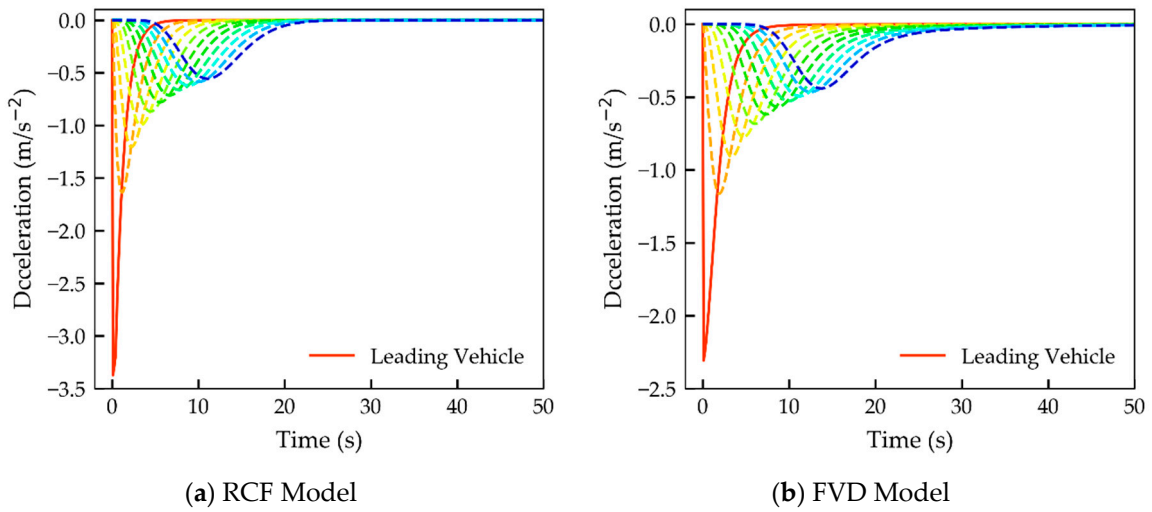 0.0
−0.5
−1.0
−1.5
−2.0
−2.5
−3.0
−3.5
Dcceleration (m/s−2)
Leading Vehicle
0 10 20 30 40 50
Time (s)
(a) RCF Model
0.0
−0.5
−1.0
−1.5
−2.0
−2.5
Dcceleration (m/s−2)
Leading Vehicle
0 10 20 30 40 50
Time (s)
(b) FVD Model